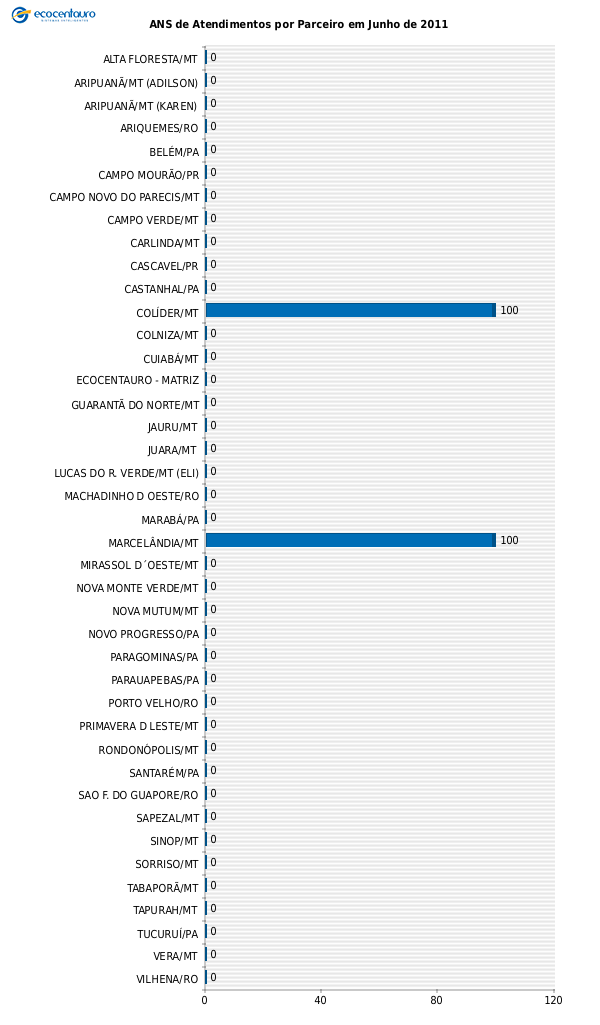 ecocentauro
ANS de Atendimentos por Parceiro em Junho de 2011
ALTA FLORESTA/MT 0
ARIPUANÃ/MT (ADILSON) 0
ARIPUANÃ/MT (KAREN) 0
ARIQUEMES/RO 0
BELÉM/PA 0
CAMPO MOURÃO/PR 0
CAMPO NOVO DO PARECIS/MT 0
CAMPO VERDE/MT 0
CARLINDA/MT 0
CASCAVEL/PR 0
CASTANHAL/PA 0
COLÍDER/MT 100
COLNIZA/MT 0
CUIABÁ/MT 0
ECOCENTAURO - MATRIZ 0
GUARANTÃ DO NORTE/MT 0
JAURU/MT 0
JUARA/MT 0
LUCAS DO R. VERDE/MT (ELI) 0
MACHADINHO D OESTE/RO 0
MARABÁ/PA 0
MARCELÂNDIA/MT 100
MIRASSOL D´OESTE/MT 0
NOVA MONTE VERDE/MT 0
NOVA MUTUM/MT 0
NOVO PROGRESSO/PA 0
PARAGOMINAS/PA 0
PARAUAPEBAS/PA 0
PORTO VELHO/RO 0
PRIMAVERA D LESTE/MT 0
RONDONÓPOLIS/MT 0
SANTARÉM/PA 0
SAO F. DO GUAPORE/RO 0
SAPEZAL/MT 0
SINOP/MT 0
SORRISO/MT 0
TABAPORÃ/MT 0
TAPURAH/MT 0
TUCURUÍ/PA 0
VERA/MT 0
VILHENA/RO 0
0 40 80 120